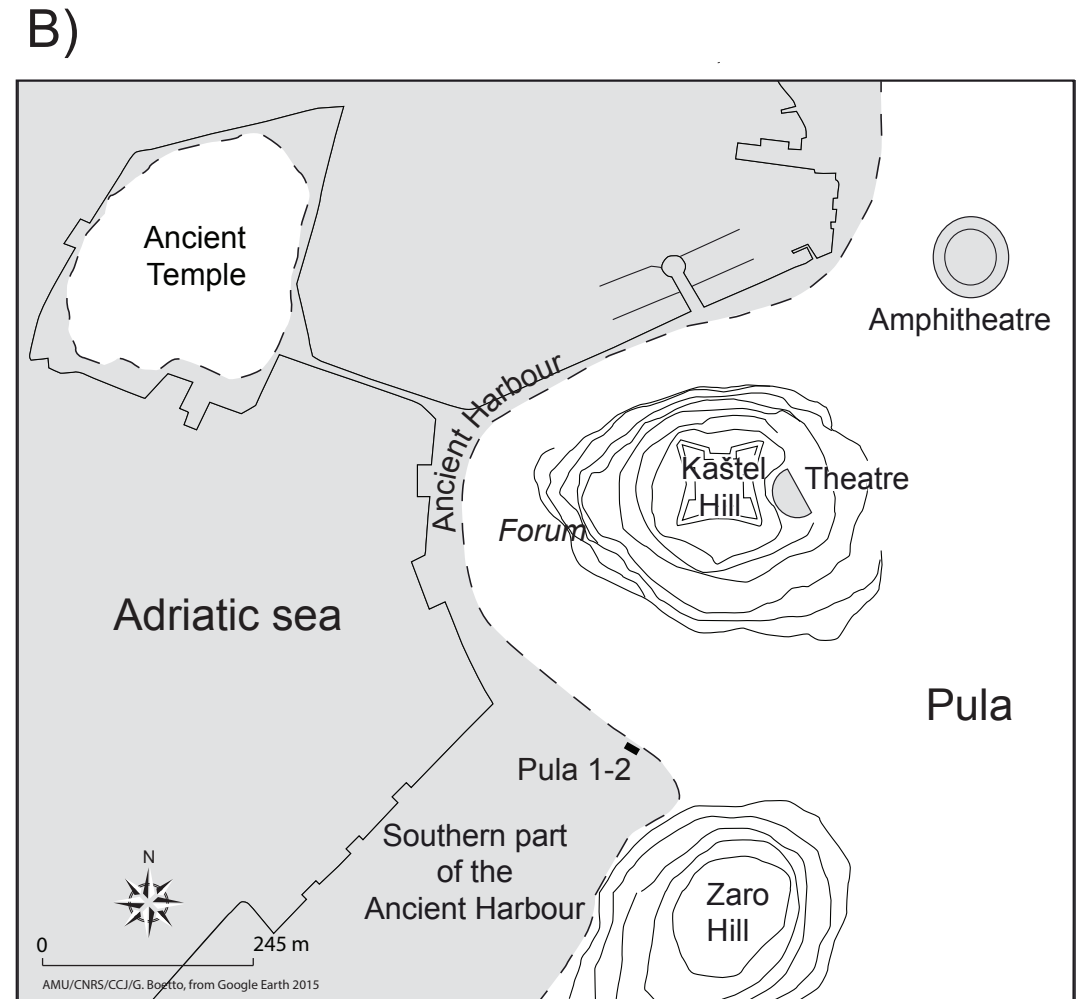 B)
Ancient
Temple
Amphitheatre
Ancient Harbour
Kaštel
Hill
Theatre
Forum
Adriatic sea
Pula
Pula 1-2
Southern part
of the
Ancient Harbour
Zaro
Hill
N
0
245 m
AMU/CNRS/CCJ/G. Boetto, from Google Earth 2015